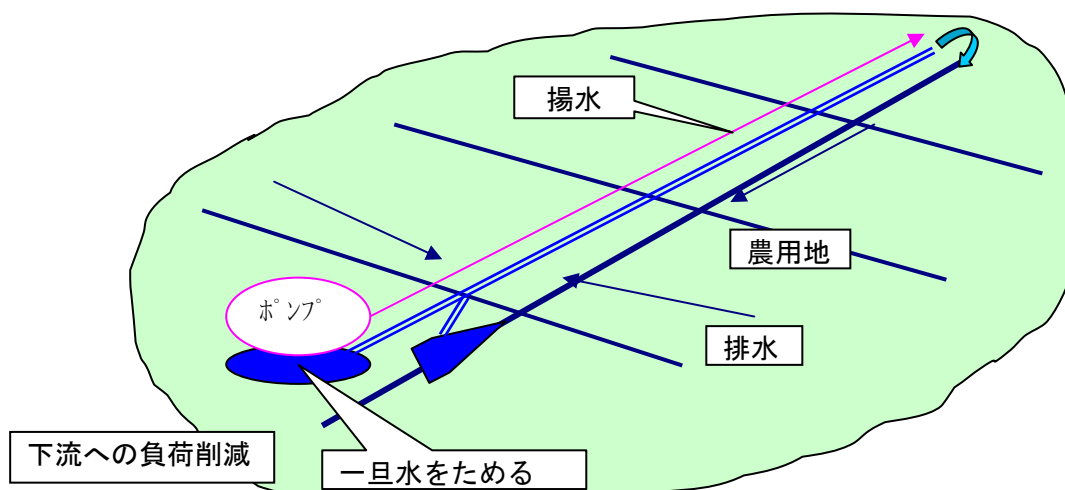 揚水
農用地
ﾎﾟﾝﾌﾟ
排水
下流への負荷削減
一旦水をためる